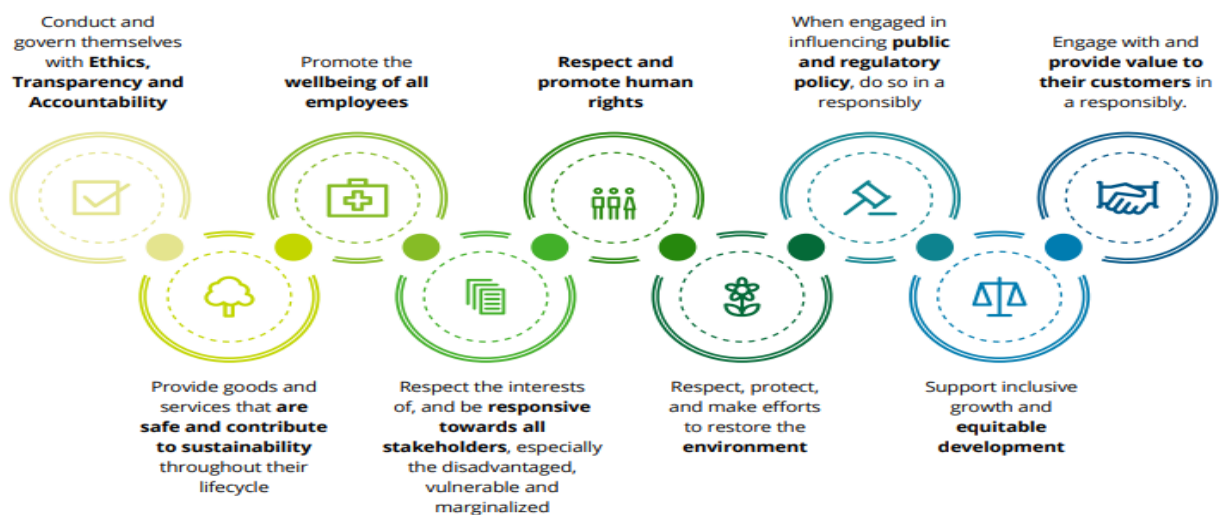 Conduct and
govern themselves
with Ethics,
Transparency and
Accountability
Provide goods and
services that are
safe and contribute
to sustainability
throughout their
lifecycle
Promote the
wellbeing of all
employees
Respect the interests
of, and be responsive
towards all
stakeholders, especially
the disadvantaged,
vulnerable and
marginalized
Respect and
promote human
rights
Respect, protect,
and make efforts
to restore the
environment
When engaged in
influencing public
and regulatory
policy, do so in a
responsibly
Support inclusive
growth and
equitable
development
Engage with and
provide value to
their customers in
a responsibly.